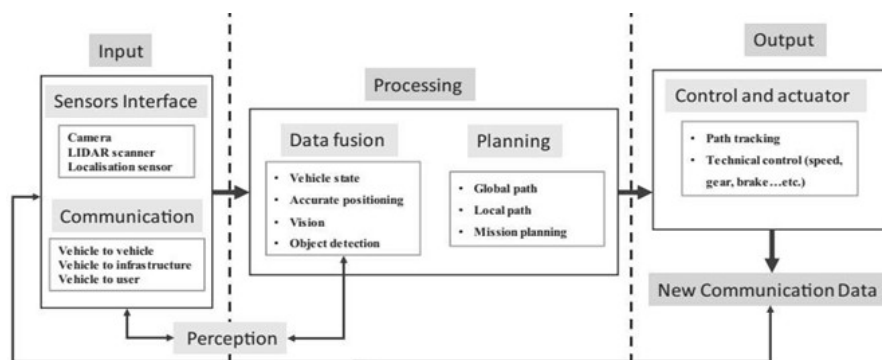 Input
Sensors Interface
Camera
LIDAR scanner
Localisation sensor
Communication
Vehicle to vehicle
Vehicle to infrastructure
Vehicle to user
Perception
Processing
Data fusion
• Vehicle state
• Accurate positioning
• Vision
• Object detection
Planning
• Global path
• Local path
• Mission planning
Output
Control and actuator
• Path tracking
• Technical control (speed,
gear, brake…etc.)
New Communication Data